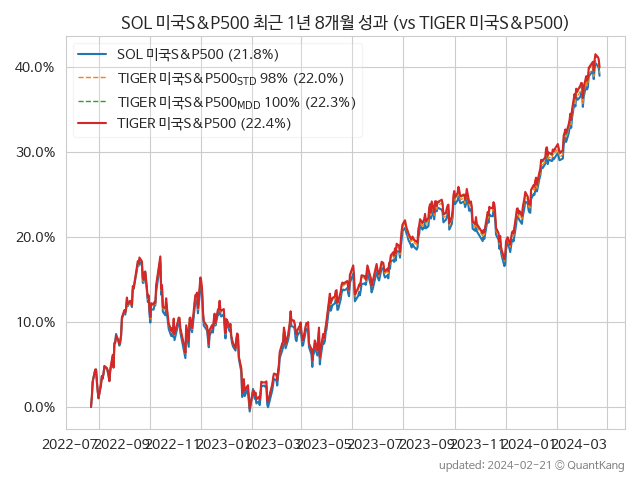 SOL 미국S&P500 최근 1년 8개월 성과 (vs TIGER 미국S&P500)
SOL 미국S&P500 (21.8%)
TIGER 미국S&P500STD 98% (22.0%)
TIGER 미국S&P500MDD 100% (22.3%)
TIGER 미국S&P500 (22.4%)
40.0%
30.0%
20.0%
10.0%
0.0%
2022-07 2022-09 2022-11 2023-01 2023-03 2023-05 2023-07 2023-09 2023-11 2024-01 2024-03
updated: 2024-02-21 © QuantKang